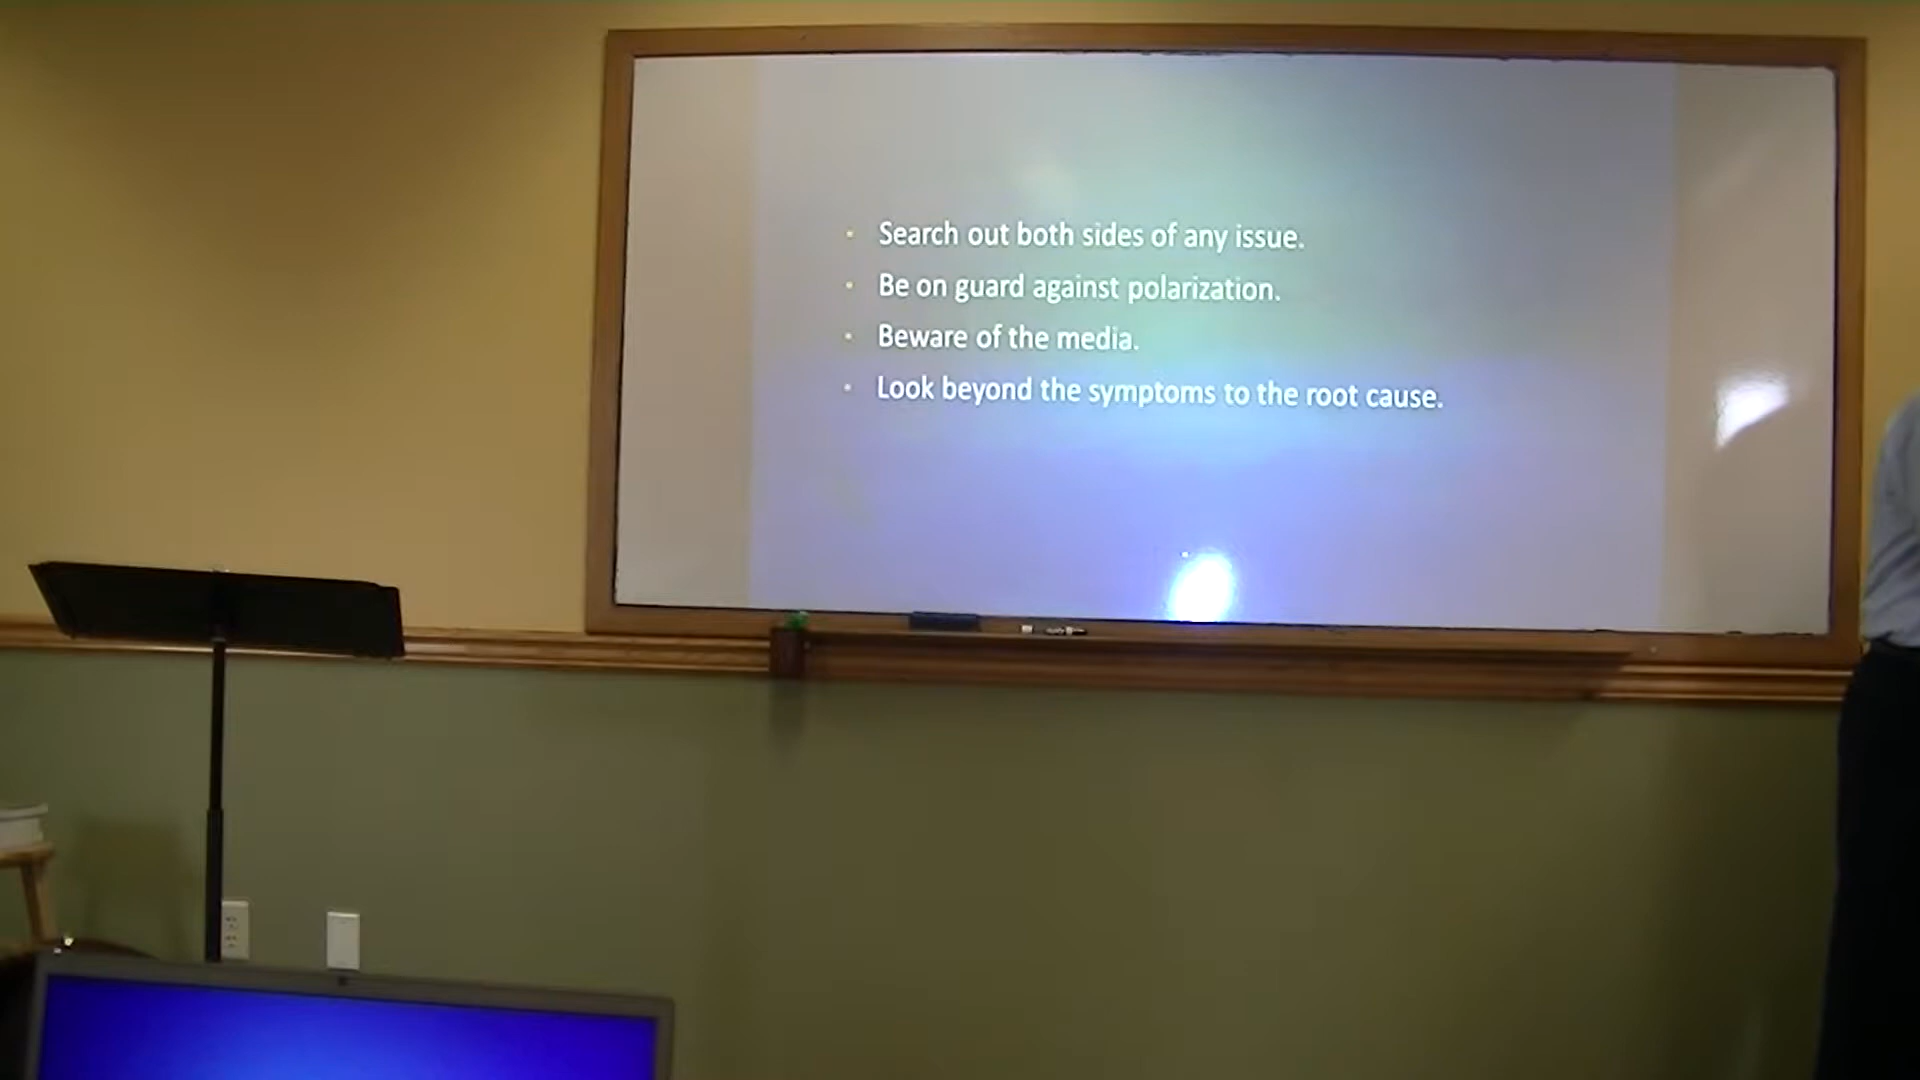 • Search out both sides of any issue.
• Be on guard against polarization.
• Beware of the media.
• Look beyond the symptoms to the root cause.